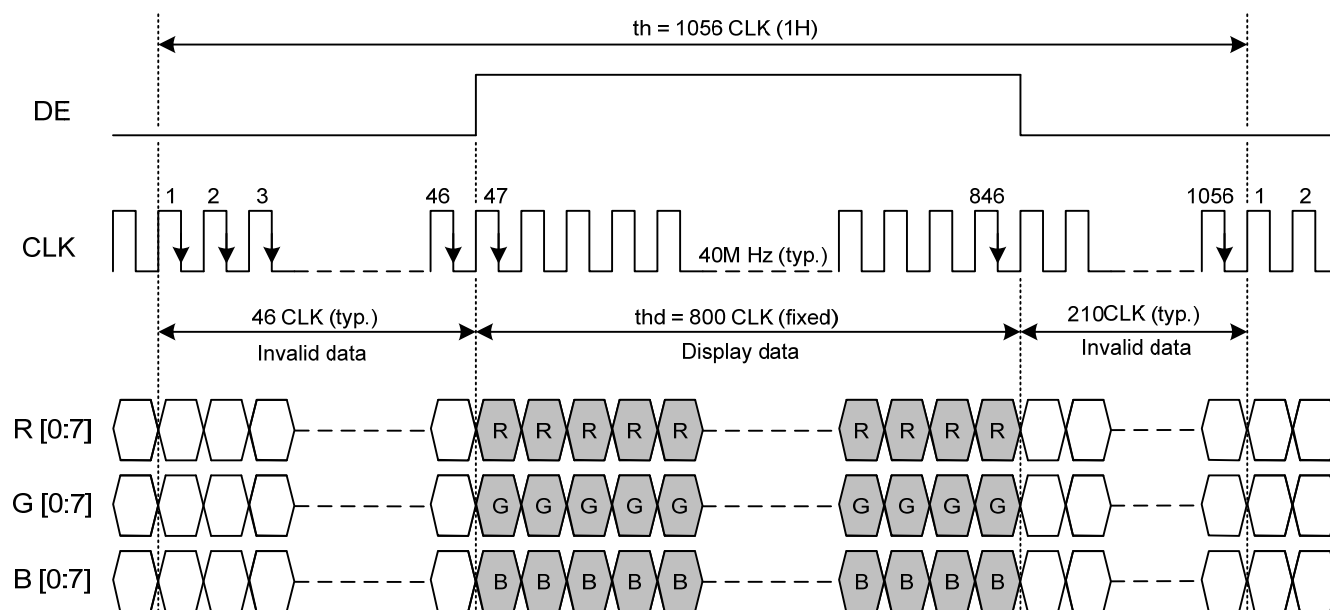 th = 1056 CLK (1H)
DE
1 2 3 46 47 846 1056 1 2
CLK
40M Hz (typ.)
46 CLK (typ.) thd = 800 CLK (fixed) 210CLK (typ.)
Invalid data Display data Invalid data
R [0:7] R R R R R R R R R
G [0:7] G G G G G G G G G
B [0:7] B B B B B B B B B